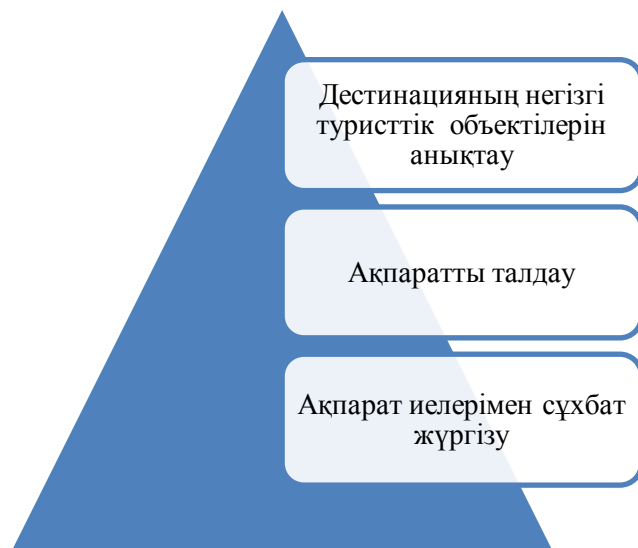 Дестинацияның негізгі
туристтік объектілерін
анықтау
Ақпаратты талдау
Ақпарат иелерімен сұхбат
жүргізу